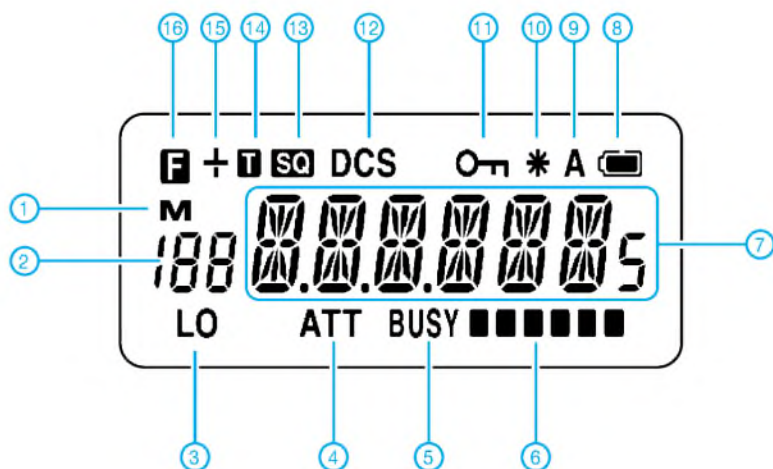 ⑯ ⑮ ⑭ ⑬ ⑫ ⑪ ⑩ ⑨ ⑧
F + T SQ DCS * A
① M
② 188 8.8.8.8 8 8 5 ⑦
LO ATT BUSY
③ ④ ⑤ ⑥